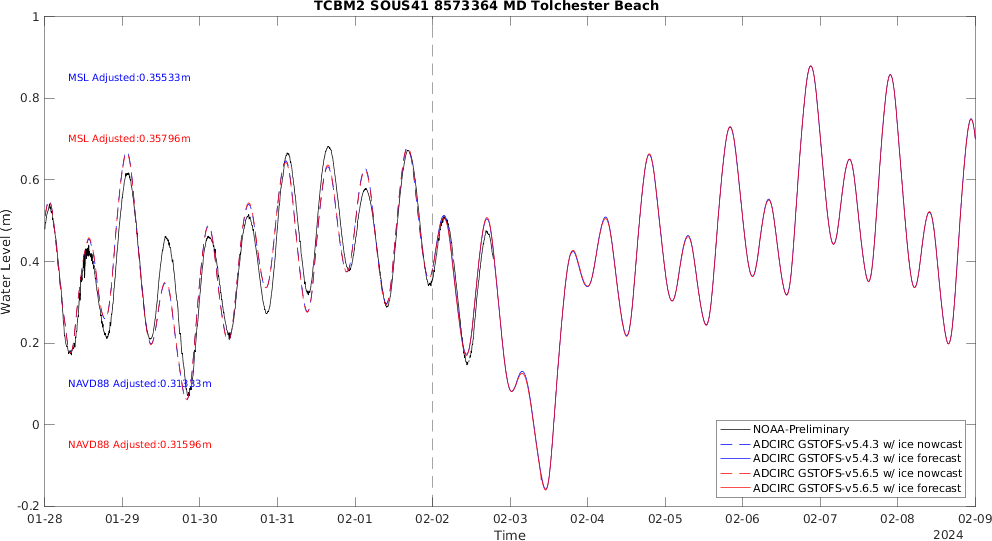 TCBM2 SOUS41 8573364 MD Tolchester Beach
Water Level (m)
1
0.8
0.6
0.4
0.2
0
-0.2
MSL Adjusted:0.35533m
MSL Adjusted:0.35796m
NAVD88 Adjusted:0.31333m
NAVD88 Adjusted:0.31596m
NOAA-Preliminary
ADCIRC GSTOFS-v5.4.3 w/ ice nowcast
ADCIRC GSTOFS-v5.4.3 w/ ice forecast
ADCIRC GSTOFS-v5.6.5 w/ ice nowcast
ADCIRC GSTOFS-v5.6.5 w/ ice forecast
01-28 01-29 01-30 01-31 02-01 02-02 02-03 02-04 02-05 02-06 02-07 02-08 02-09
Time
2024